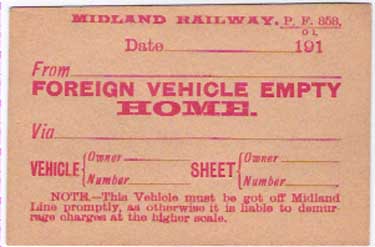 MIDLAND RAILWAY. P. F. 358,
01,
Date 191
From
FOREIGN VEHICLE EMPTY
HOME.
Via
VEHICLE { Owner SHEET { Owner
Number Number
NOTE.—This Vehicle must be got off Midland
Line promptly, as otherwise it is liable to demur-
rage charges at the higher scale.